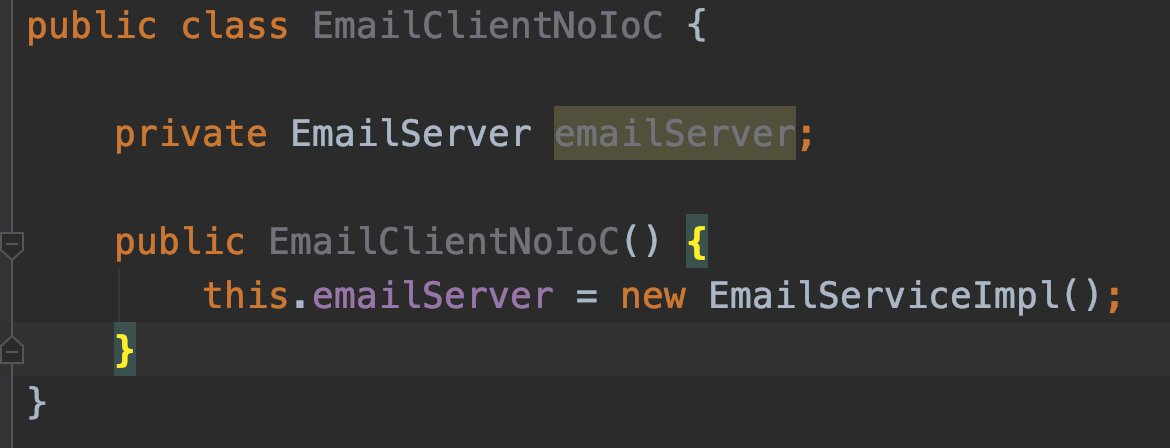 public class EmailClientNoIoC {
private EmailServer emailServer;
public EmailClientNoIoC() {
this.emailServer = new EmailServiceImpl();
}
}